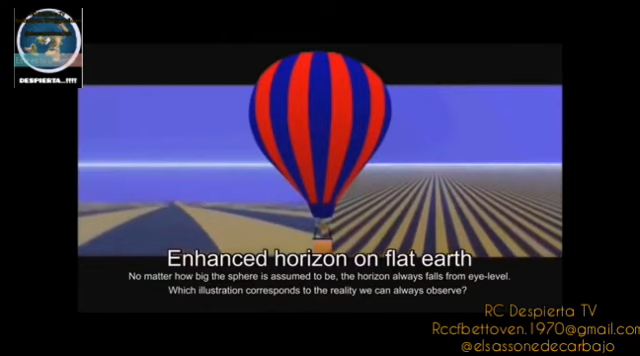 DESPIERTA...!!!!
Enhanced horizon on flat earth
No matter how big the sphere is assumed to be, the horizon always falls from eye-level.
Which illustration corresponds to the reality we can always observe?
RC Despierta TV
Rccfbettoven.1970@gmail.com
@elsassonedecarbajo